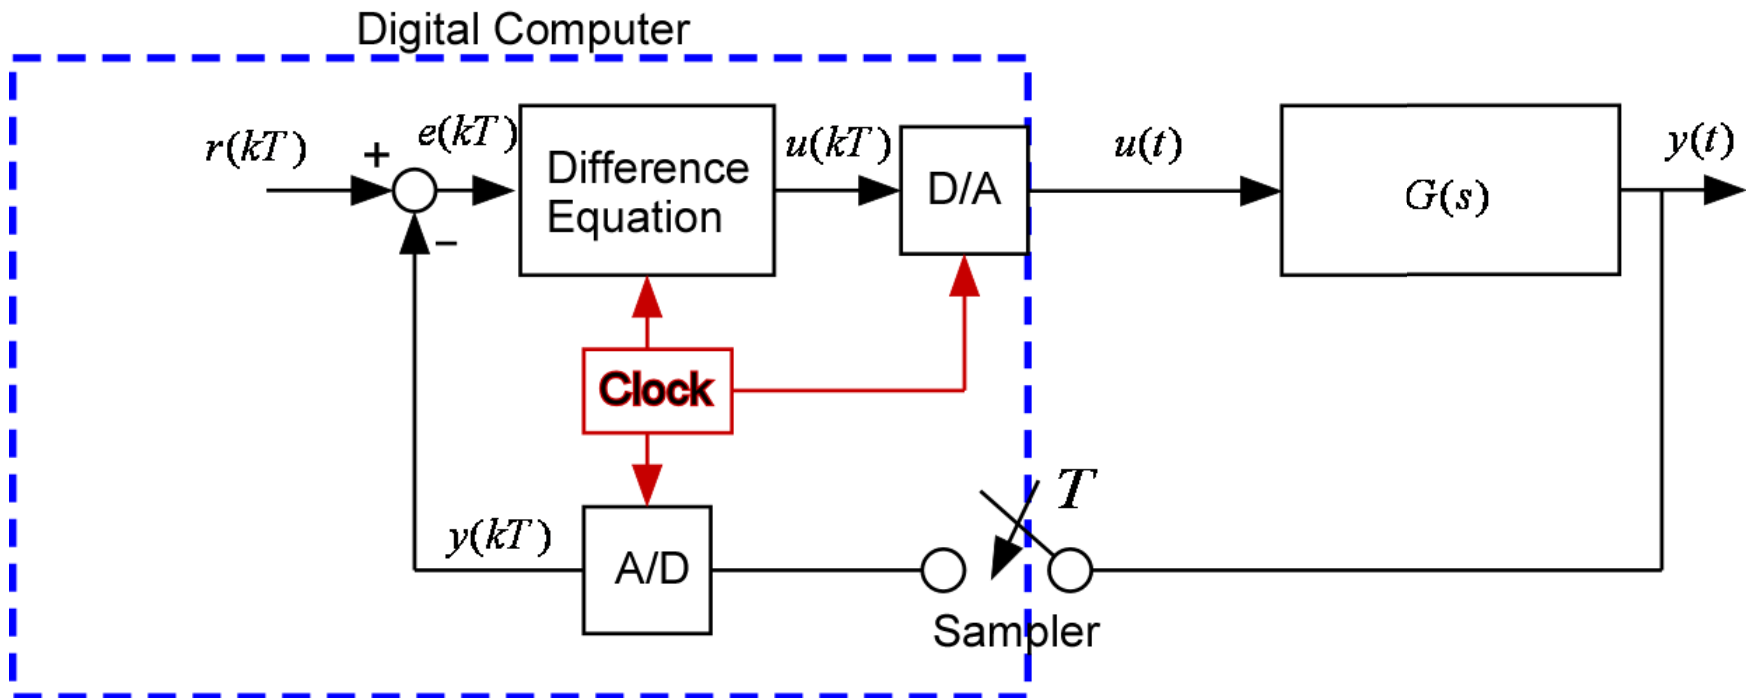 Digital Computer
r(kT)
+
e(kT)
Difference
Equation
u(kT)
D/A
u(t)
G(s)
y(t)
−
Clock
T
y(kT)
A/D
Sampler